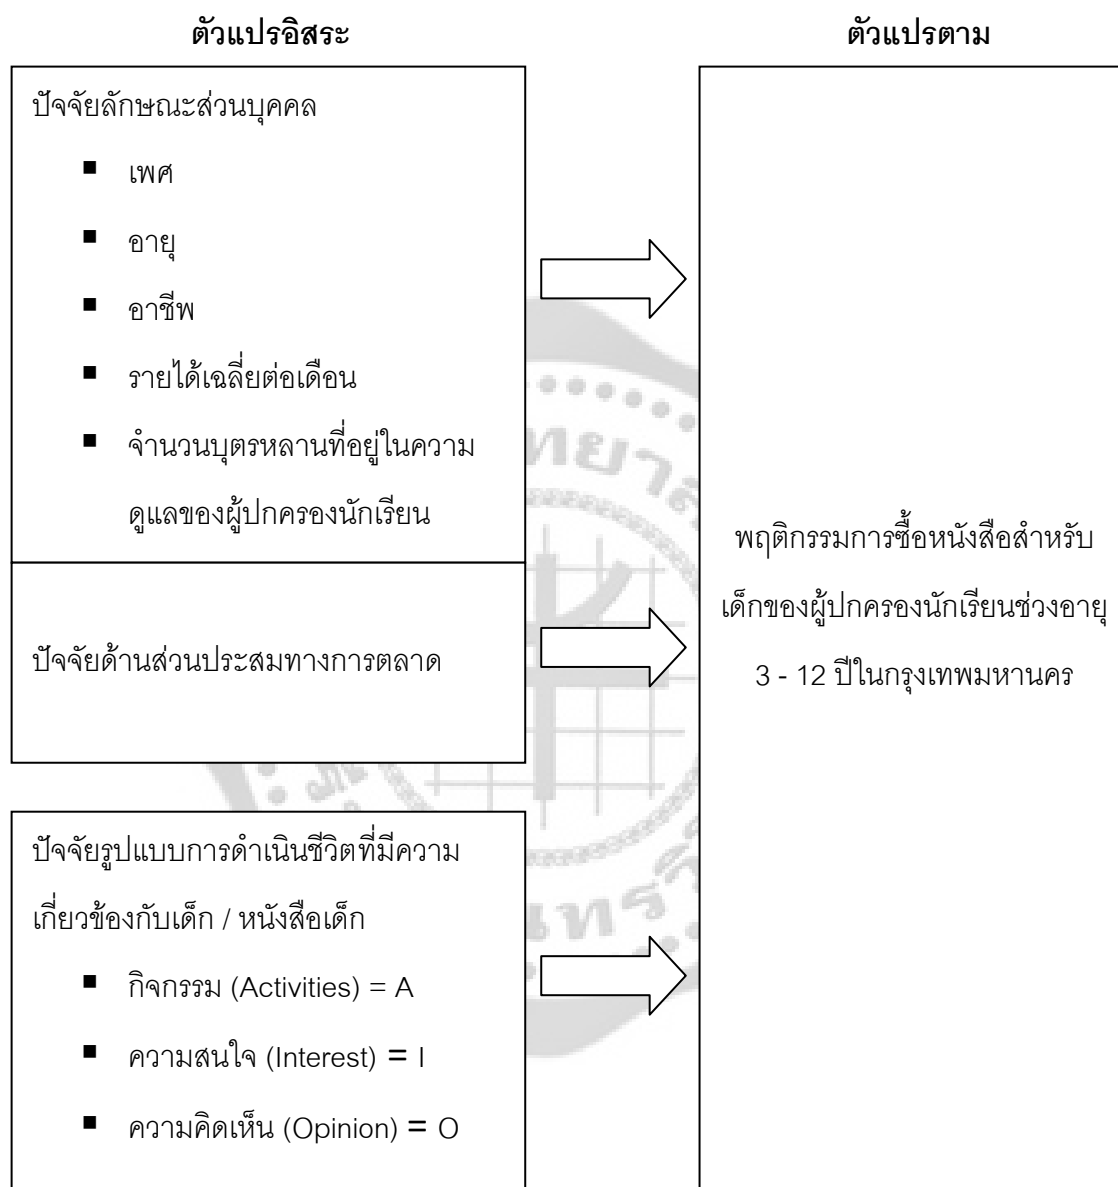 ตัวแปรอิสระ
ปัจจัยลักษณะส่วนบุคคล
▪ เพศ
▪ อายุ
▪ อาชีพ
▪ รายได้เฉลี่ยต่อเดือน
▪ จำนวนบุตรหลานที่อยู่ในความ
ดูแลของผู้ปกครองนักเรียน
ปัจจัยด้านส่วนประสมทางการตลาด
ปัจจัยรูปแบบการดำเนินชีวิตที่มีความ
เกี่ยวข้องกับเด็ก / หนังสือเด็ก
▪ กิจกรรม (Activities) = A
▪ ความสนใจ (Interest) = I
▪ ความคิดเห็น (Opinion) = O
ตัวแปรตาม
พฤติกรรมการซื้อหนังสือสำหรับ
เด็กของผู้ปกครองนักเรียนช่วงอายุ
3 - 12 ปีในกรุงเทพมหานคร